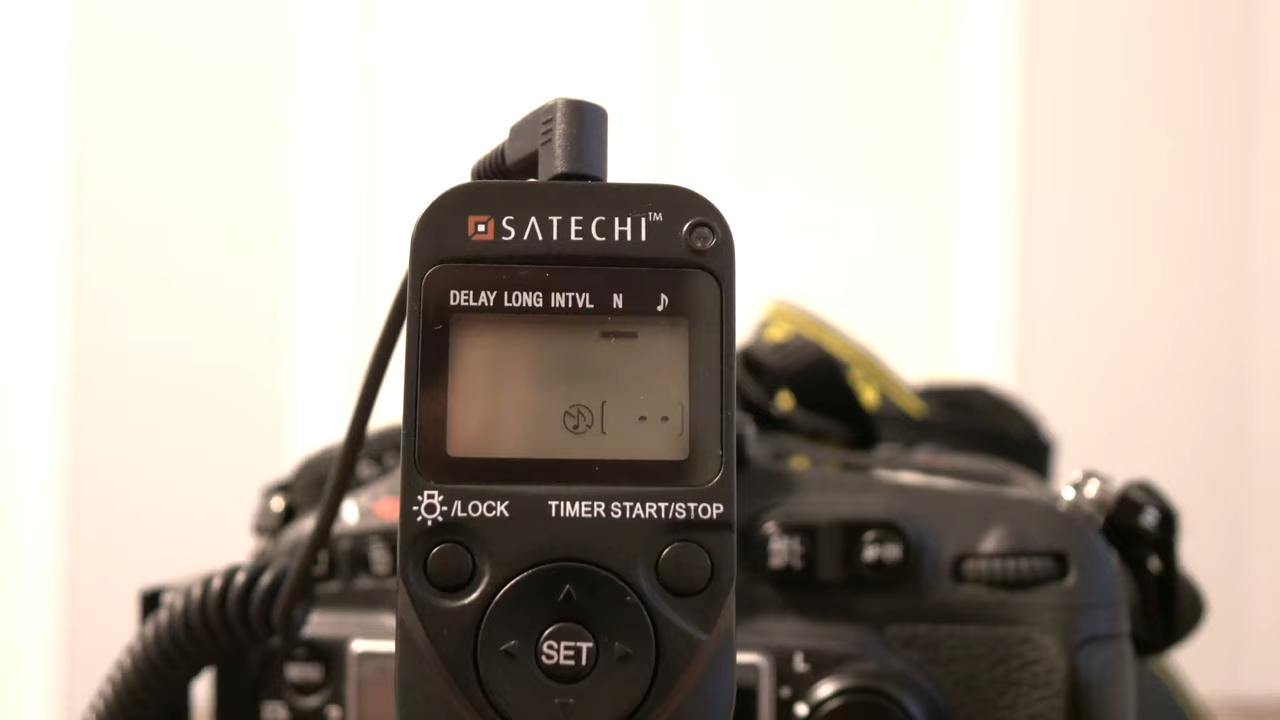 SATECHI™
DELAY LONG INTVL N ♪
[ - - ]
/LOCK TIMER START/STOP
SET
L